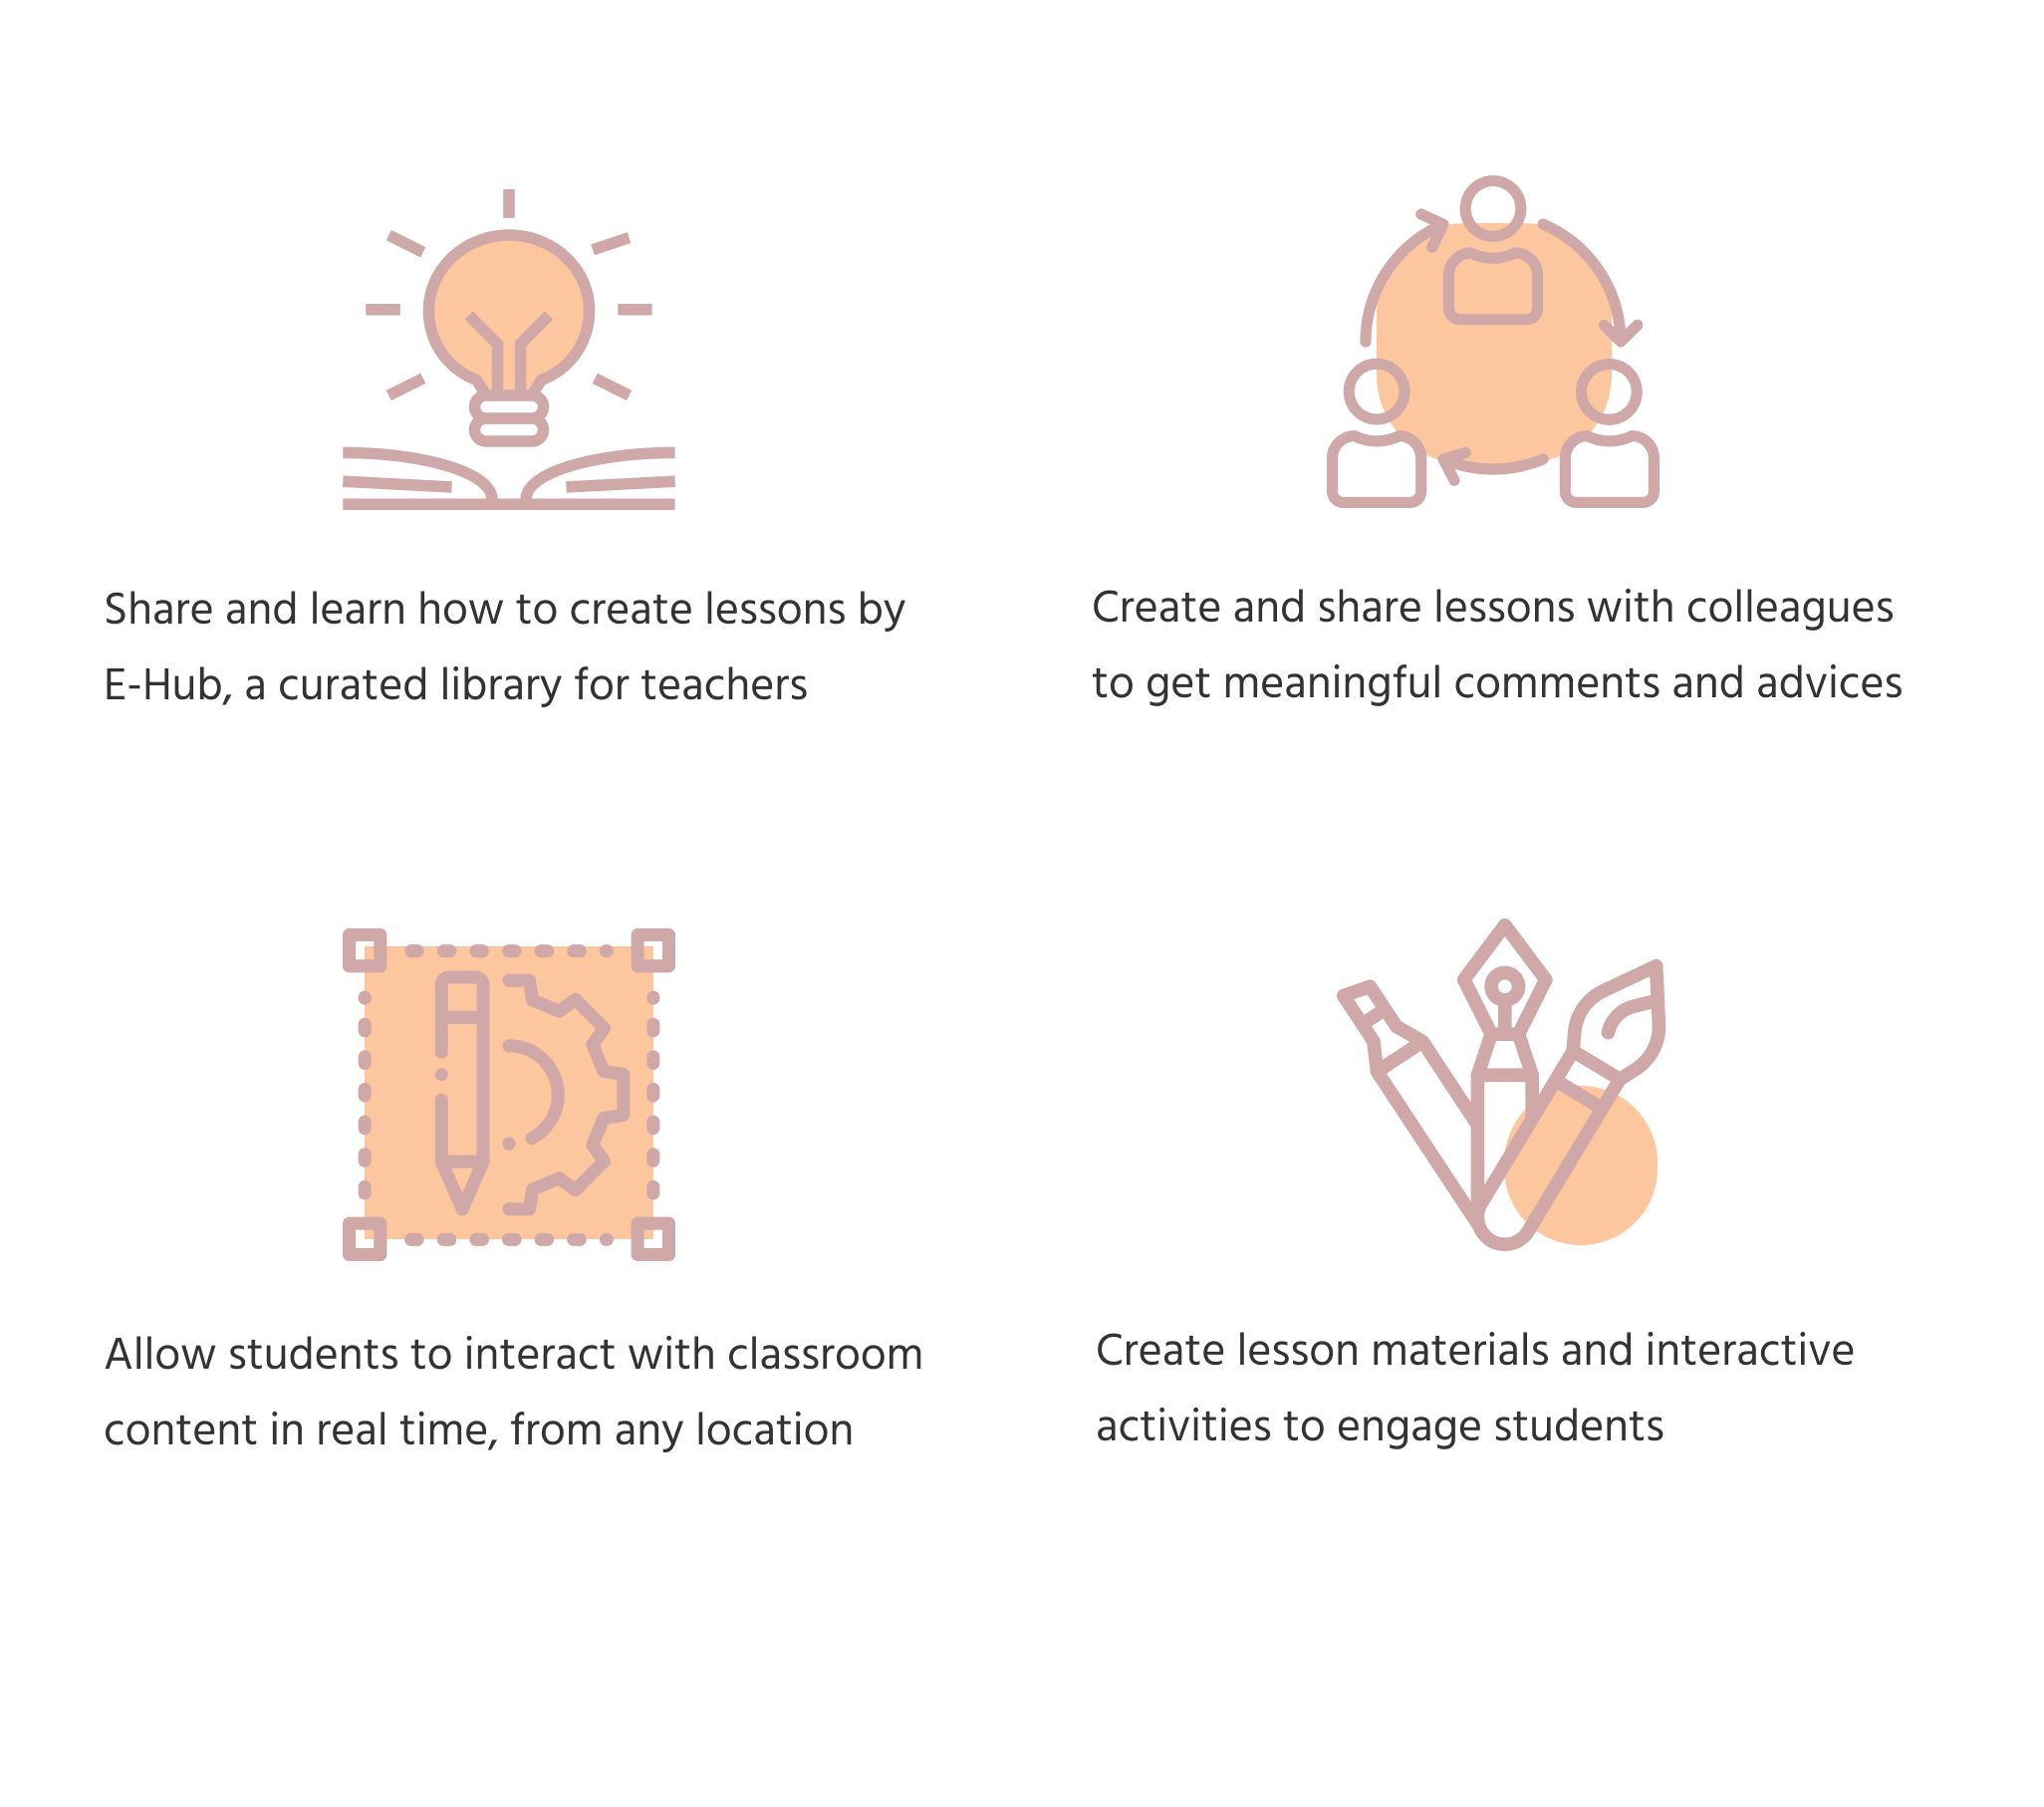 Share and learn how to create lessons by
E-Hub, a curated library for teachers
Create and share lessons with colleagues
to get meaningful comments and advices
Allow students to interact with classroom
content in real time, from any location
Create lesson materials and interactive
activities to engage students